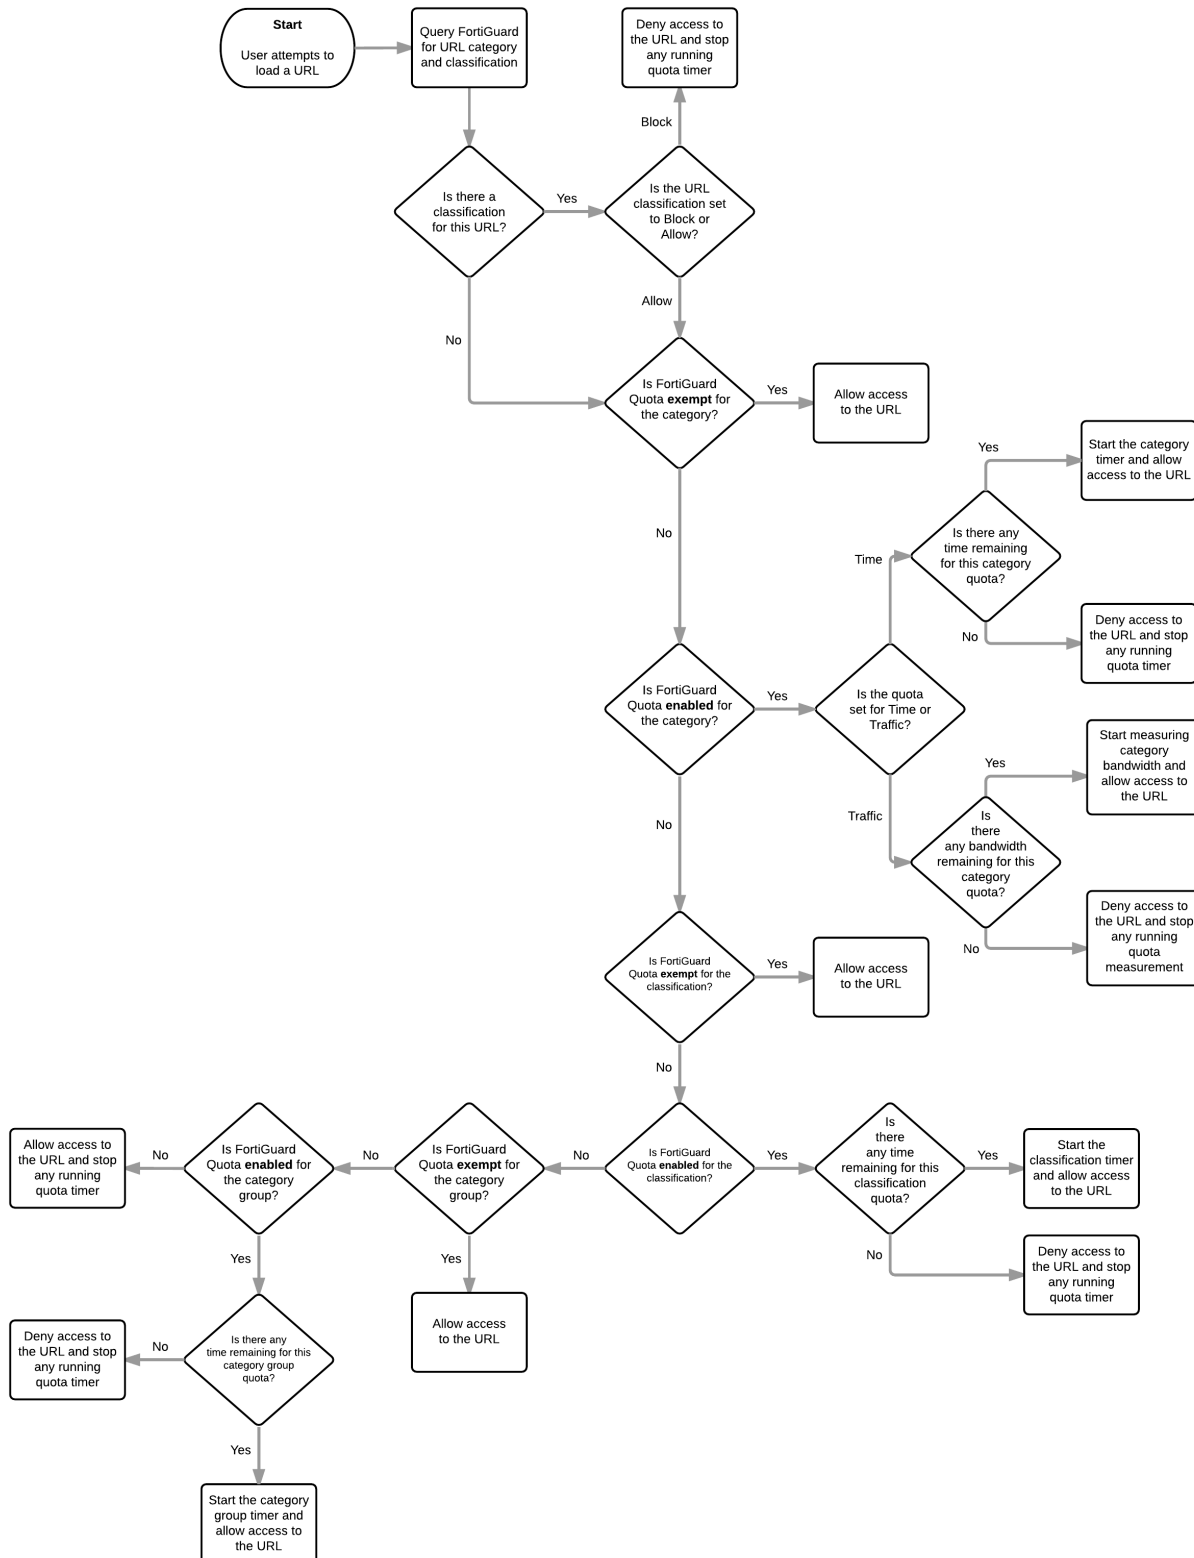 Start
User attempts to
load a URL
Query FortiGuard
for URL category
and classification
Deny access to
the URL and stop
any running
quota timer
Block
Is there a
classification
for this URL?
Yes
Is the URL
classification set
to Block or
Allow?
Allow
No
Is FortiGuard
Quota exempt for
the category?
Yes
Allow access
to the URL
Yes
Start the category
timer and allow
access to the URL
No
Is there any
time remaining
for this category
quota?
Time
No
Deny access to
the URL and stop
any running
quota timer
Is FortiGuard
Quota enabled for
the category?
Yes
Is the quota
set for Time or
Traffic?
Start measuring
category
bandwidth and
allow access to
the URL
Yes
Traffic
No
Is
there
any bandwidth
remaining for this
category
quota?
Deny access to
the URL and stop
any running
quota
measurement
No
Is FortiGuard
Quota exempt for the
classification?
Yes
Allow access
to the URL
No
Allow access to
the URL and stop
any running
quota timer
No
Is FortiGuard
Quota enabled for
the category
group?
No
Is FortiGuard
Quota exempt for
the category
group?
No
Is FortiGuard
Quota enabled for the
classification?
Yes
Is
there
any time
remaining for this
classification
quota?
Yes
Start the
classification timer
and allow access
to the URL
Yes
Yes
No
Deny access to
the URL and stop
any running
quota timer
Allow access
to the URL
Deny access to
the URL and stop
any running
quota timer
No
Is there any
time remaining for this
category group
quota?
Yes
Start the category
group timer and
allow access to
the URL